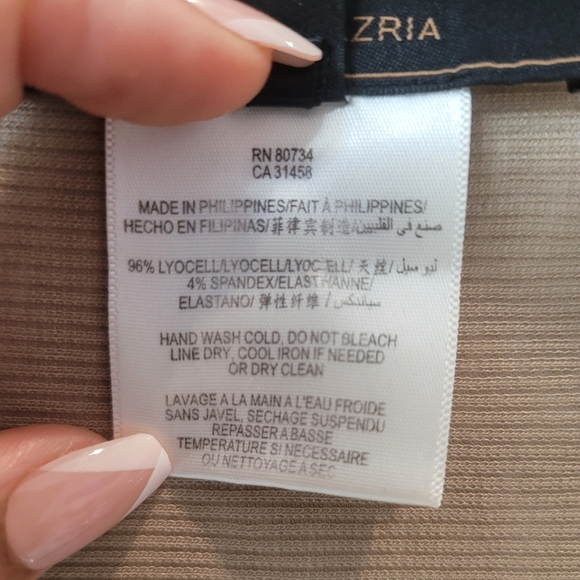 ZRIA
RN 80734
CA 31458
MADE IN PHILIPPINES/FAIT À PHILIPPINES/
HECHO EN FILIPINAS/菲律宾制造/صنع فى الفلبين
96% LYOCELL/LYOCELL/LYOCELL/天丝/
4% SPANDEX/ELASTHANNE/
ELASTANO/弹性纤维/سباندكس
HAND WASH COLD, DO NOT BLEACH
LINE DRY, COOL IRON IF NEEDED
OR DRY CLEAN
LAVAGE A LA MAIN A L'EAU FROIDE
SANS JAVEL, SECHAGE SUSPENDU
REPASSER A BASSE
TEMPERATURE SI NECESSAIRE
OU NETTOYAGE A SEC